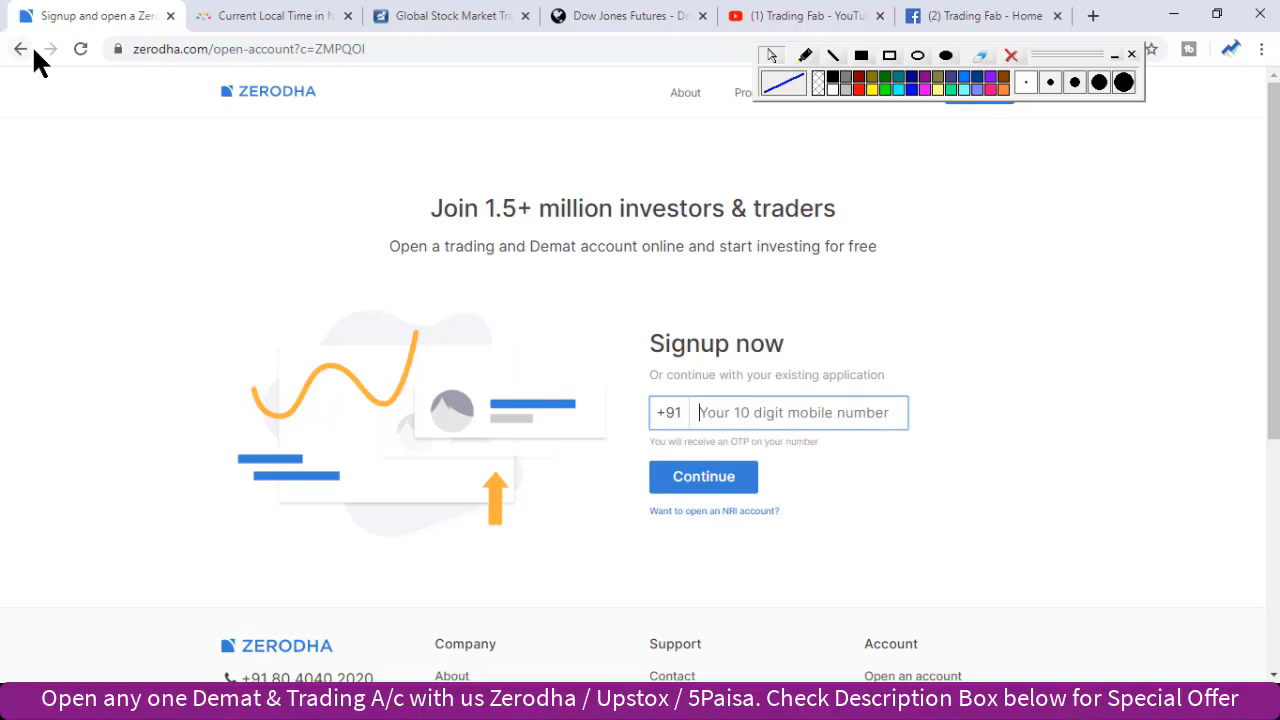 Signup and open a Zer
Current Local Time in N
Global Stock Market Tr
Dow Jones Futures - Do
(1) Trading Fab - YouTu
(2) Trading Fab - Home
zerodha.com/open-account?c=ZMPQOI
ZERODHA
About
Pro
Join 1.5+ million investors & traders
Open a trading and Demat account online and start investing for free
Signup now
Or continue with your existing application
+91
Your 10 digit mobile number
You will receive an OTP on your number
Continue
Want to open an NRI account?
ZERODHA
Company
Support
Account
+91 80 4040 2020
About
Contact
Open an account
Open any one Demat & Trading A/c with us Zerodha / Upstox / 5Paisa. Check Description Box below for Special Offer